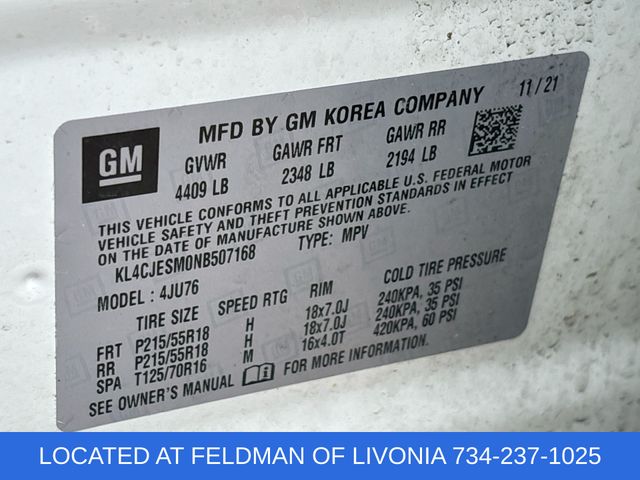 GM
MFD BY GM KOREA COMPANY 11/21
GVWR GAWR FRT GAWR RR
4409 LB 2348 LB 2194 LB
THIS VEHICLE CONFORMS TO ALL APPLICABLE U.S. FEDERAL MOTOR
VEHICLE SAFETY AND THEFT PREVENTION STANDARDS IN EFFECT
ON THE DATE OF MANUFACTURE SHOWN ABOVE.
KL4CJESM0NB507168 TYPE: MPV
MODEL : 4JU76
TIRE SIZE SPEED RTG RIM COLD TIRE PRESSURE
FRT P215/55R18 H 18x7.0J 240KPA, 35 PSI
RR P215/55R18 H 18x7.0J 240KPA, 35 PSI
SPA T125/70R16 M 16x4.0T 420KPA, 60 PSI
SEE OWNER'S MANUAL FOR MORE INFORMATION.
LOCATED AT FELDMAN OF LIVONIA 734-237-1025